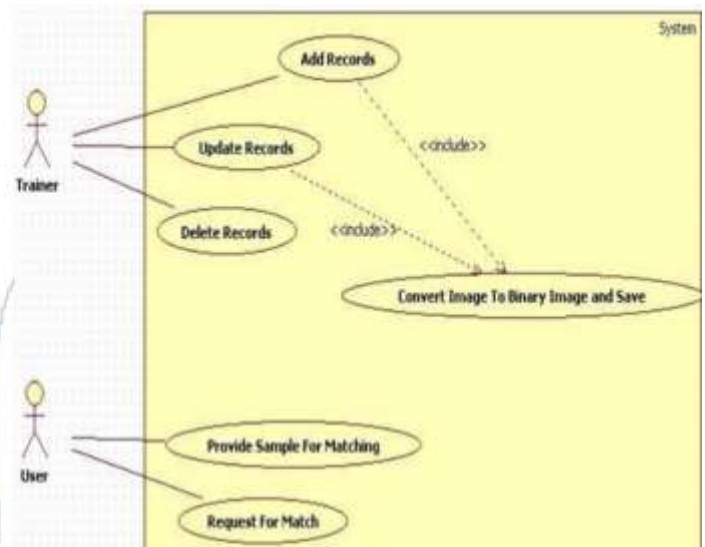 System
Add Records
<<include>>
Update Records
Trainer
Delete Records
<<include>>
Convert Image To Binary Image and Save
Provide Sample For Matching
User
Request For Match